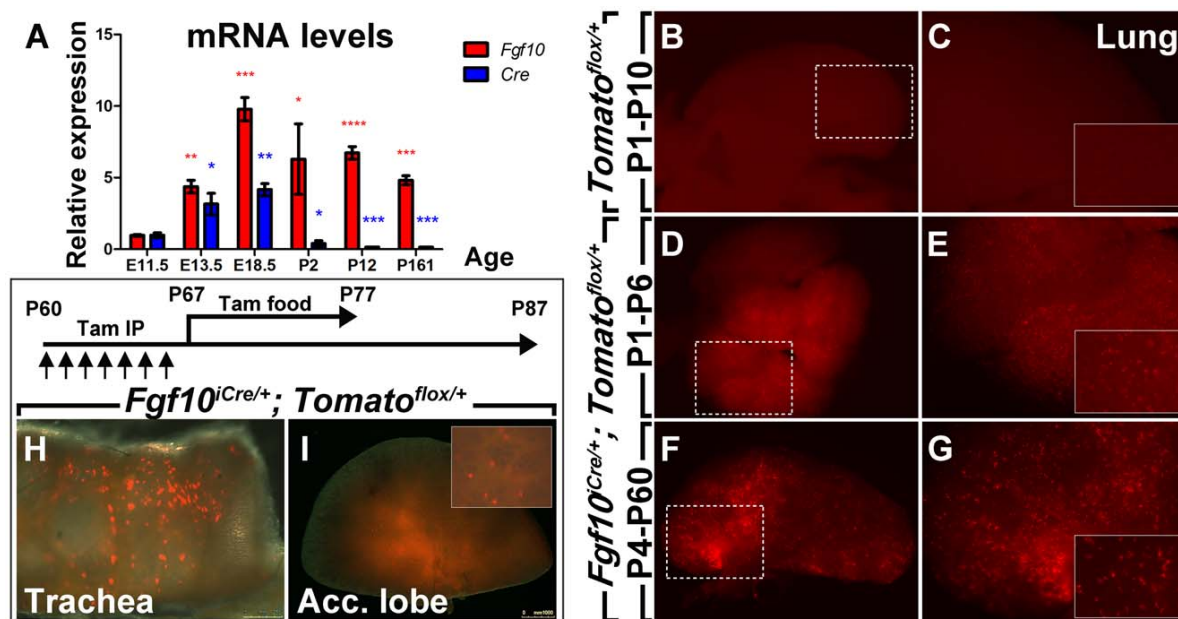 A
mRNA levels
Fgf10
Cre
Relative expression
15
10
5
0
***
**
*
**
*
*
****
***
***
***
E11.5 E13.5 E18.5 P2 P12 P161
Age
P60
P67
P77
P87
Tam IP
Tam food
Fgf10iCre/+; Tomatoflox/+
H
Trachea
I
Acc. lobe
Tomatoflox/+
P1-P10
B
C
Lung
Fgf10iCre/+; Tomatoflox/+
P1-P6
D
E
P4-P60
F
G